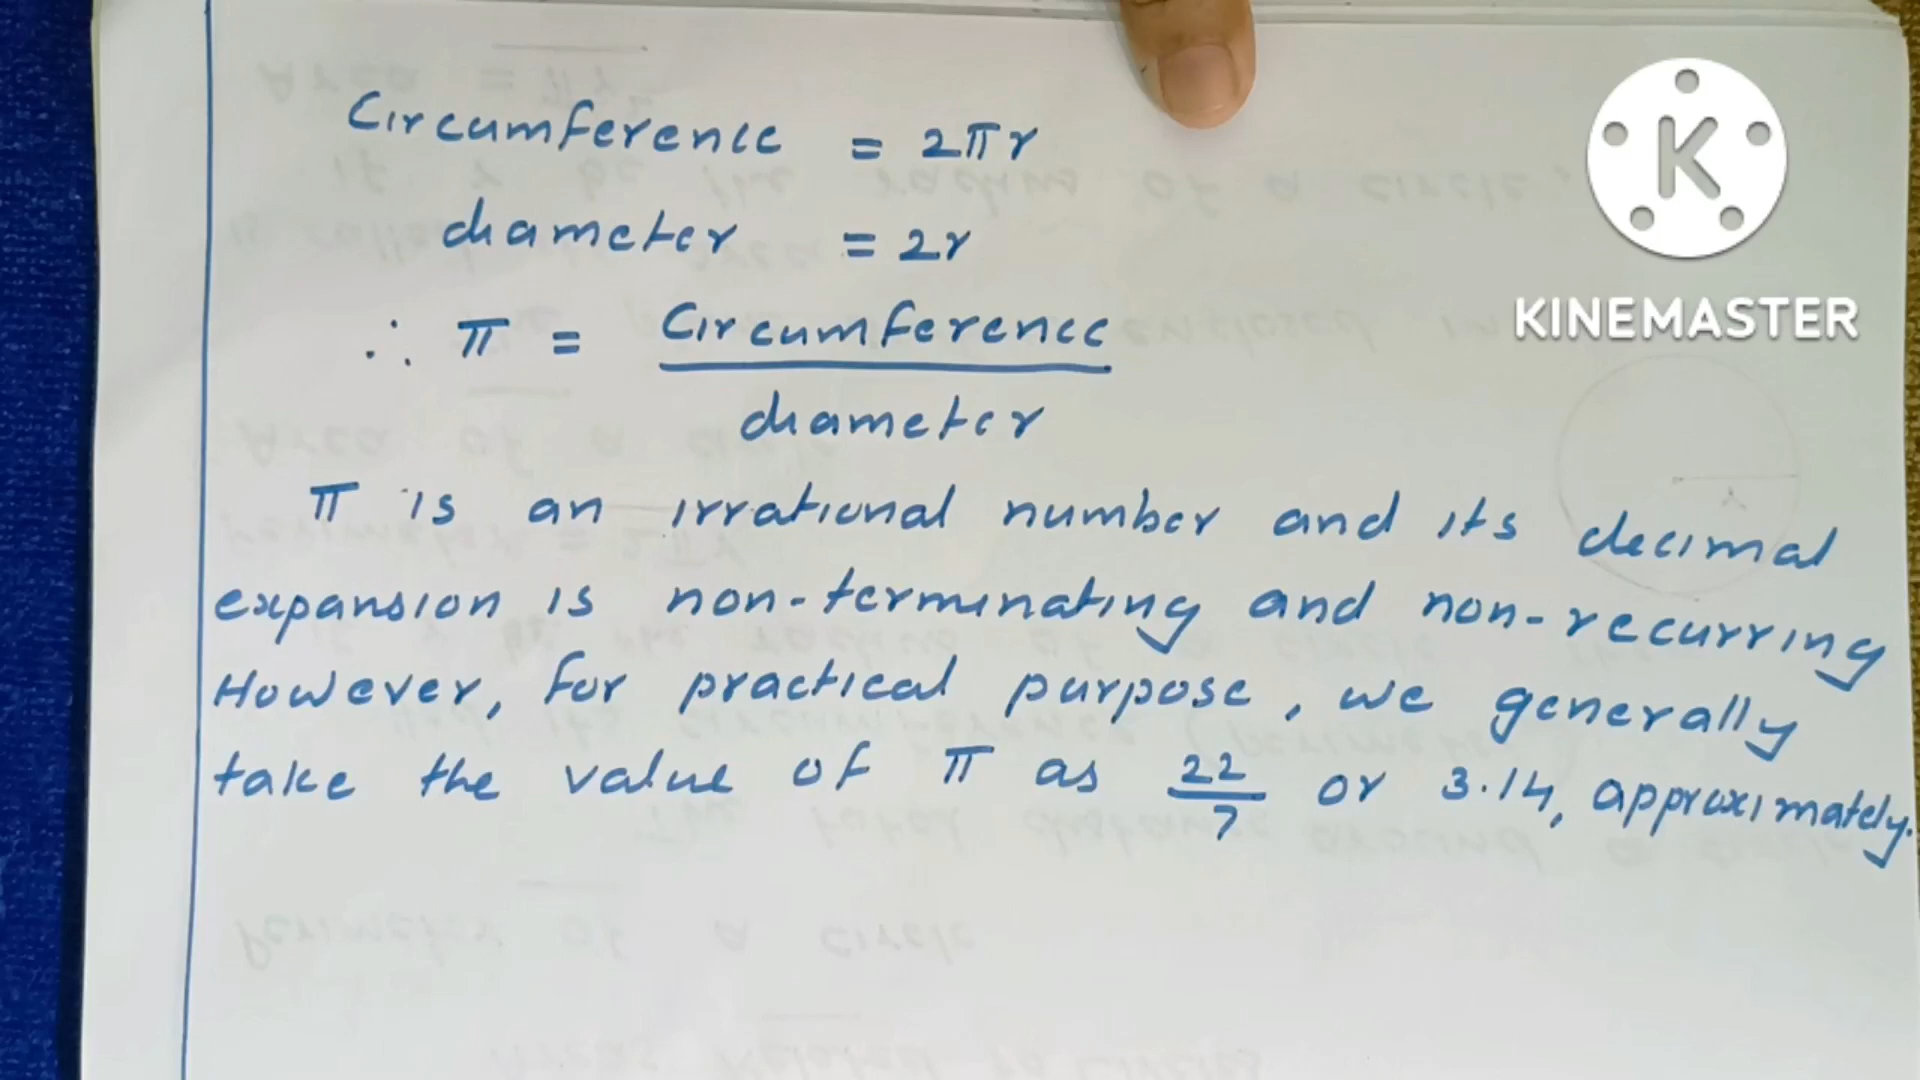 Circumference = 2πr
diameter = 2r
∴ π = Circumference / diameter
π is an irrational number and its decimal
expansion is non-terminating and non-recurring
However, for practical purpose, we generally
take the value of π as 22/7 or 3.14, approximately.
K
KINEMASTER